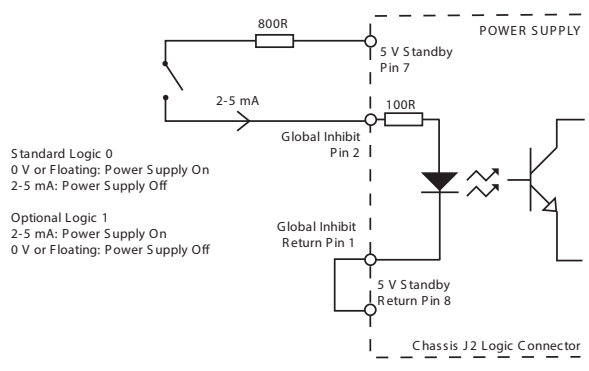 800R
POWER SUPPLY
5 V Standby
Pin 7
2-5 mA
100R
Global Inhibit
Pin 2
Standard Logic 0
0 V or Floating: Power Supply On
2-5 mA: Power Supply Off
Optional Logic 1
2-5 mA: Power Supply On
0 V or Floating: Power Supply Off
Global Inhibit
Return Pin 1
5 V Standby
Return Pin 8
Chassis J2 Logic Connector